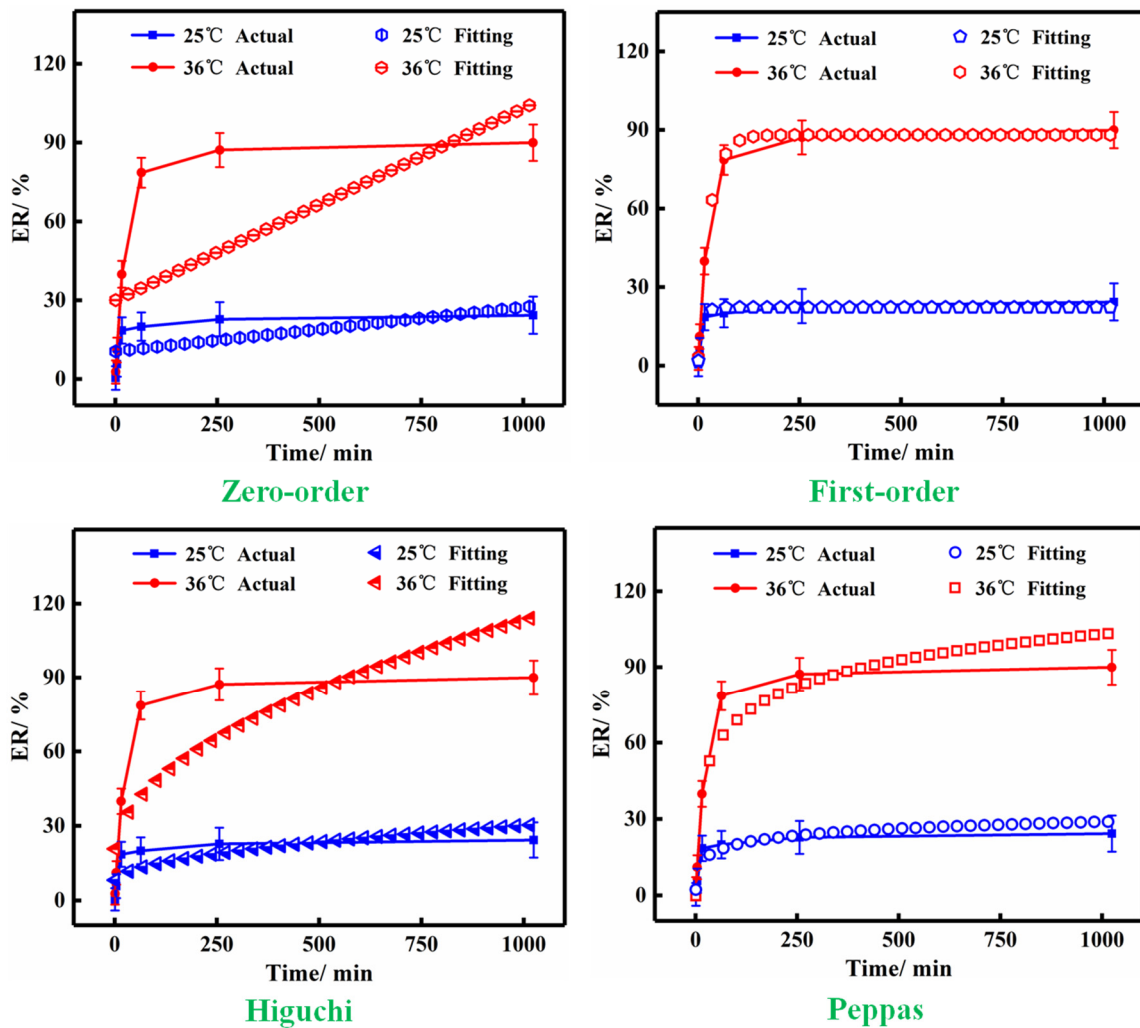 25℃ Actual 25℃ Fitting
36℃ Actual 36℃ Fitting
120
90
60
30
0
ER/ %
0 250 500 750 1000
Time/ min
Zero-order
25℃ Actual 25℃ Fitting
36℃ Actual 36℃ Fitting
120
90
60
30
0
ER/ %
0 250 500 750 1000
Time/ min
First-order
25℃ Actual 25℃ Fitting
36℃ Actual 36℃ Fitting
120
90
60
30
0
ER/ %
0 250 500 750 1000
Time/ min
Higuchi
25℃ Actual 25℃ Fitting
36℃ Actual 36℃ Fitting
120
90
60
30
0
ER/ %
0 250 500 750 1000
Time/ min
Peppas